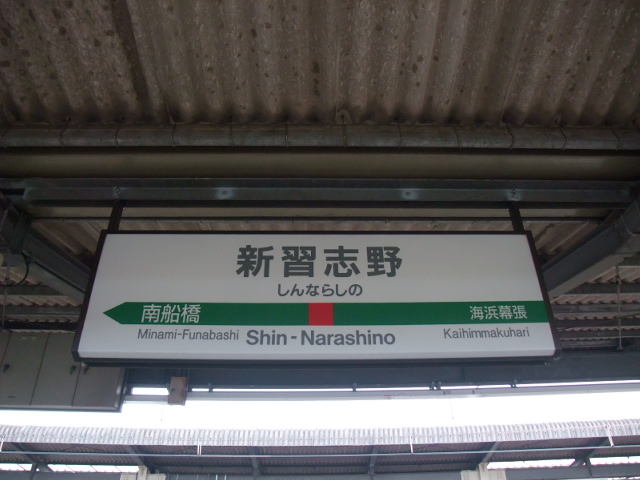 新習志野
しんならしの
南船橋
海浜幕張
Minami-Funabashi
Shin-Narashino
Kaihimmakuhari